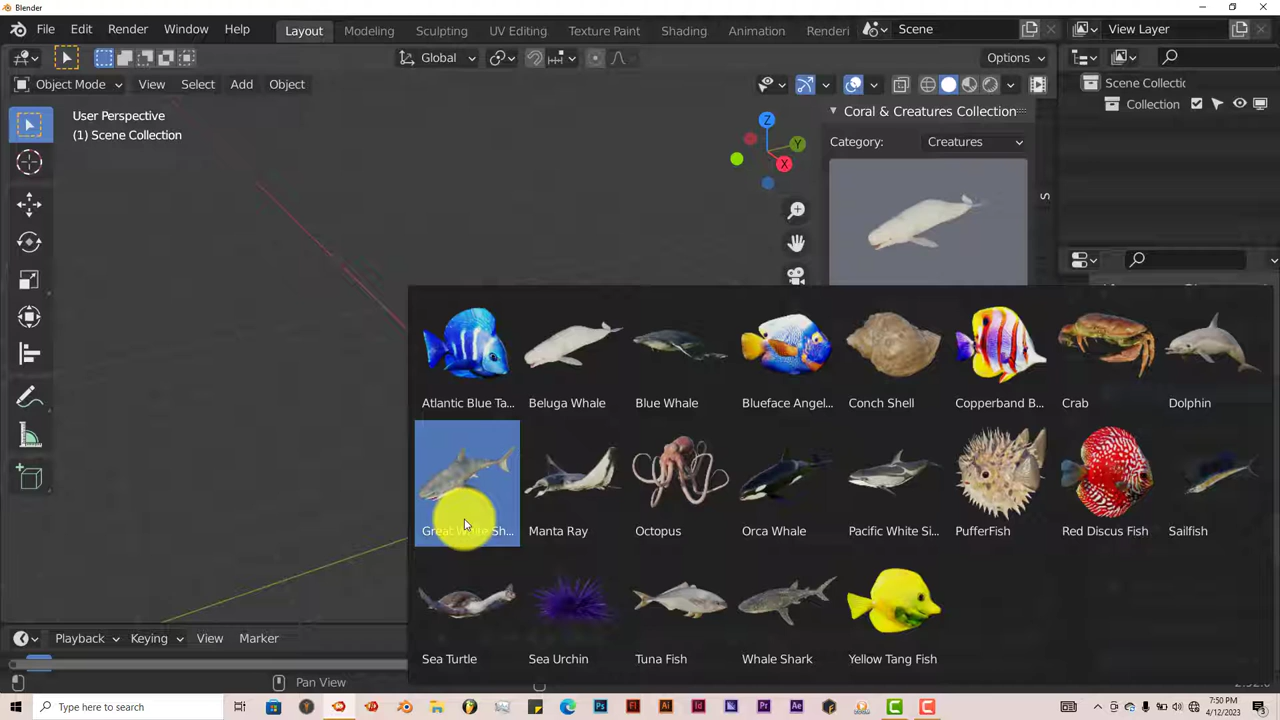 Blender
File Edit Render Window Help Layout Modeling Sculpting UV Editing Texture Paint Shading Animation Renderi Scene View Layer
Global Options
Object Mode View Select Add Object Scene Collectic
User Perspective Coral & Creatures Collection Collection
(1) Scene Collection
Z
Y
X
Category: Creatures
S
Atlantic Blue Ta... Beluga Whale Blue Whale Blueface Angel... Conch Shell Copperband B... Crab Dolphin
Great White Sh... Manta Ray Octopus Orca Whale Pacific White Si... PufferFish Red Discus Fish Sailfish
Playback Keying View Marker
Sea Turtle Sea Urchin Tuna Fish Whale Shark Yellow Tang Fish
Pan View
Type here to search
7:50 PM
4/12/2023